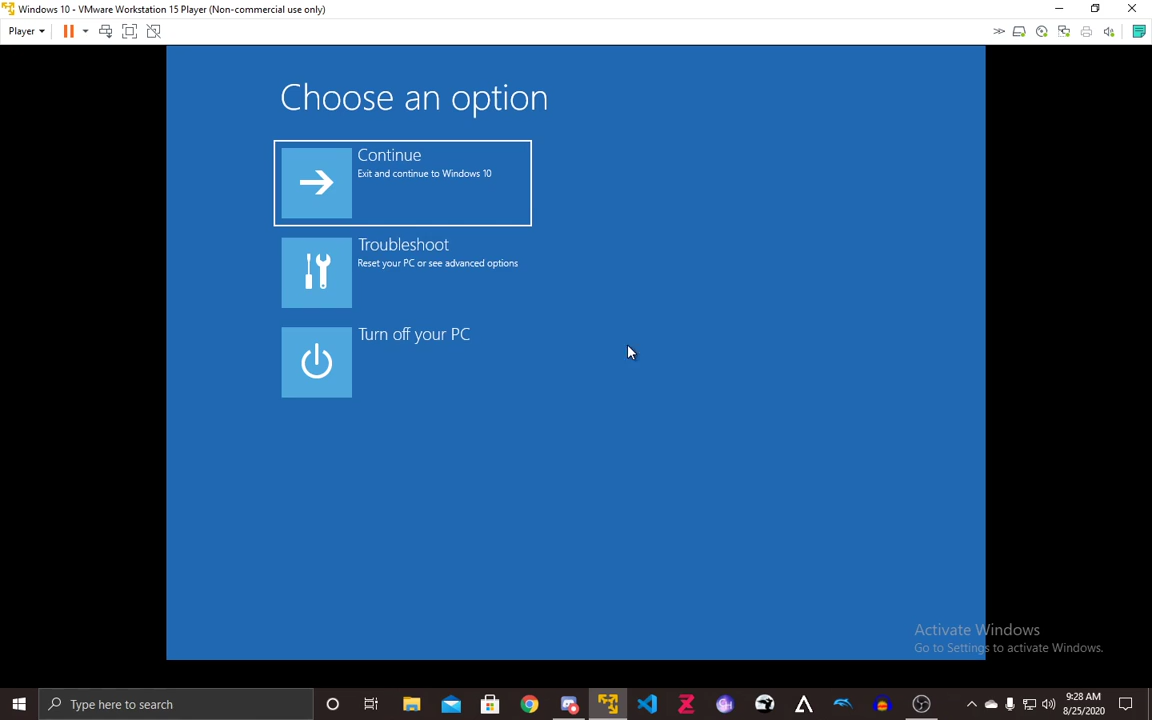 Windows 10 - VMware Workstation 15 Player (Non-commercial use only)
Player
Choose an option
Continue
Exit and continue to Windows 10
Troubleshoot
Reset your PC or see advanced options
Turn off your PC
Activate Windows
Go to Settings to activate Windows.
Type here to search
9:28 AM
8/25/2020